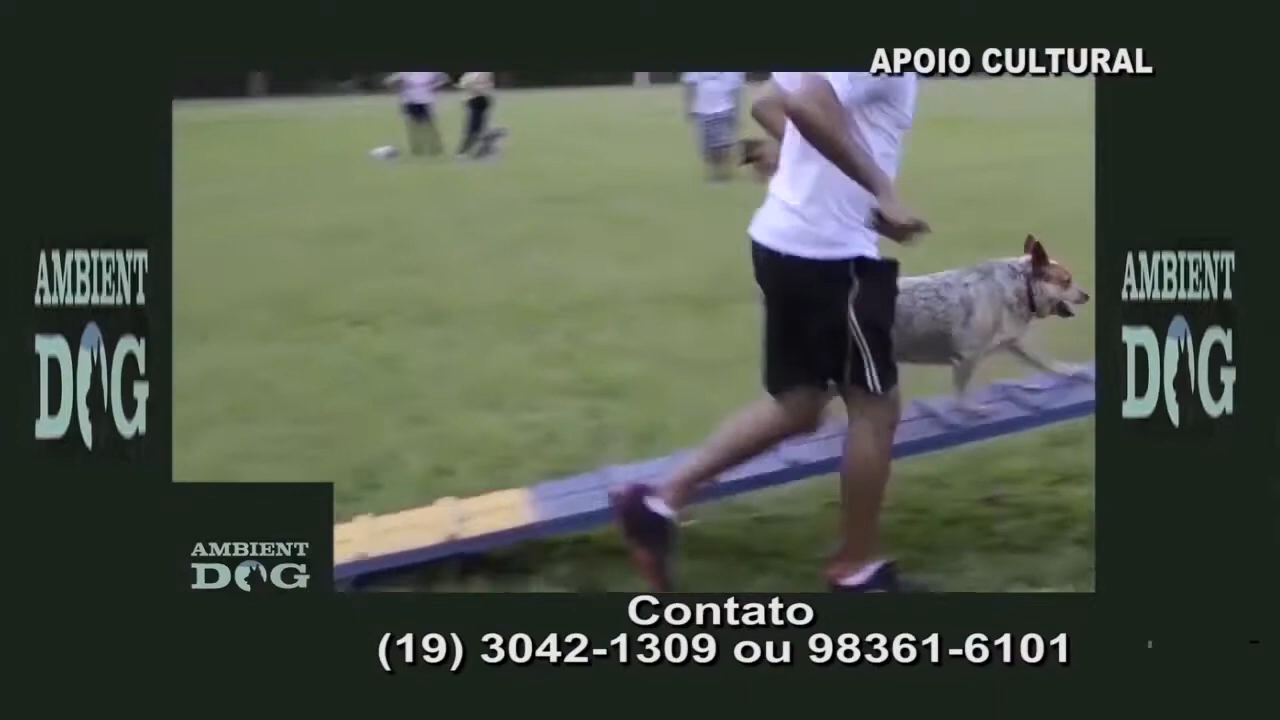 APOIO CULTURAL
AMBIENT
DOG
AMBIENT
DOG
AMBIENT
DOG
Contato
(19) 3042-1309 ou 98361-6101